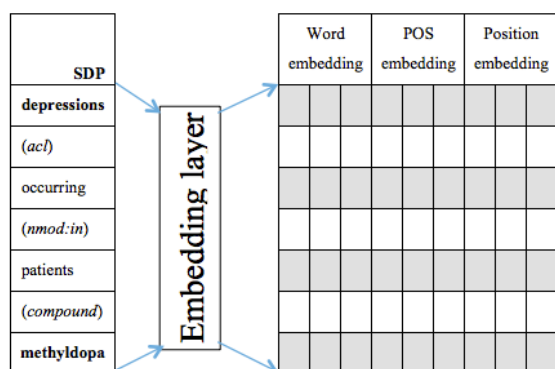 SDP
depressions
(acl)
occurring
(nmod:in)
patients
(compound)
methyldopa
Embedding layer
Word
embedding
POS
embedding
Position
embedding